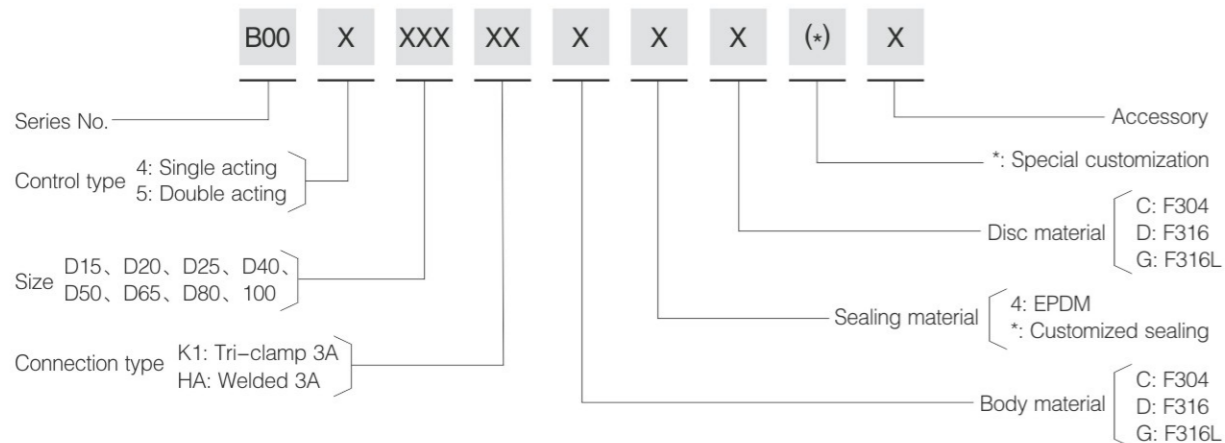 B00 X XXX XX X X X (*) X
Series No.
Accessory
Control type
4: Single acting
5: Double acting
*: Special customization
Size
D15、D20、D25、D40、
D50、D65、D80、100
Disc material
C: F304
D: F316
G: F316L
Sealing material
4: EPDM
*: Customized sealing
Connection type
K1: Tri-clamp 3A
HA: Welded 3A
Body material
C: F304
D: F316
G: F316L